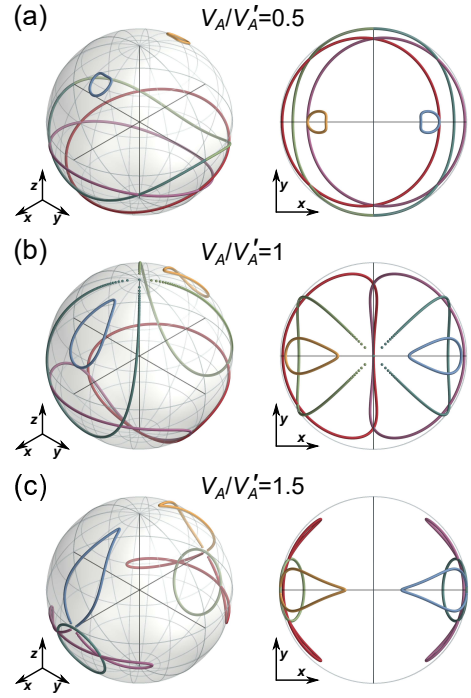 (a) V_A/V_A′=0.5
z
x y
y
x
(b) V_A/V_A′=1
z
x y
y
x
(c) V_A/V_A′=1.5
z
x y
y
x